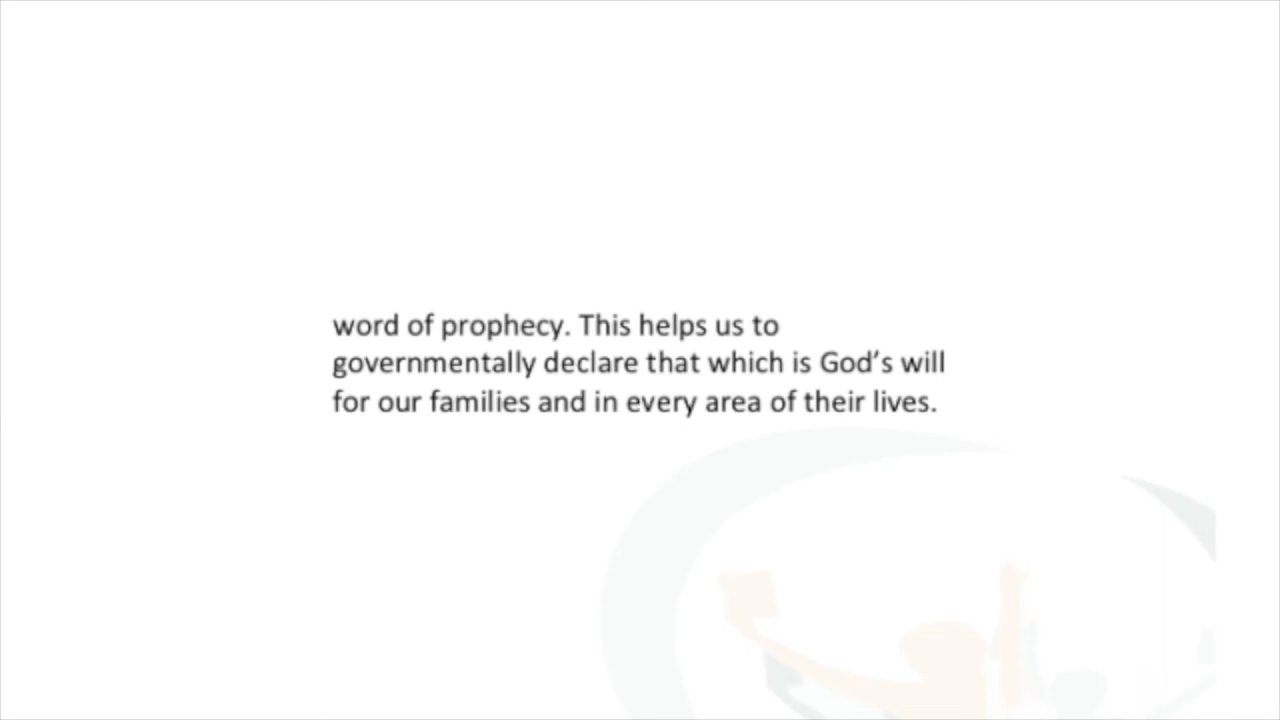 word of prophecy. This helps us to
governmentally declare that which is God’s will
for our families and in every area of their lives.